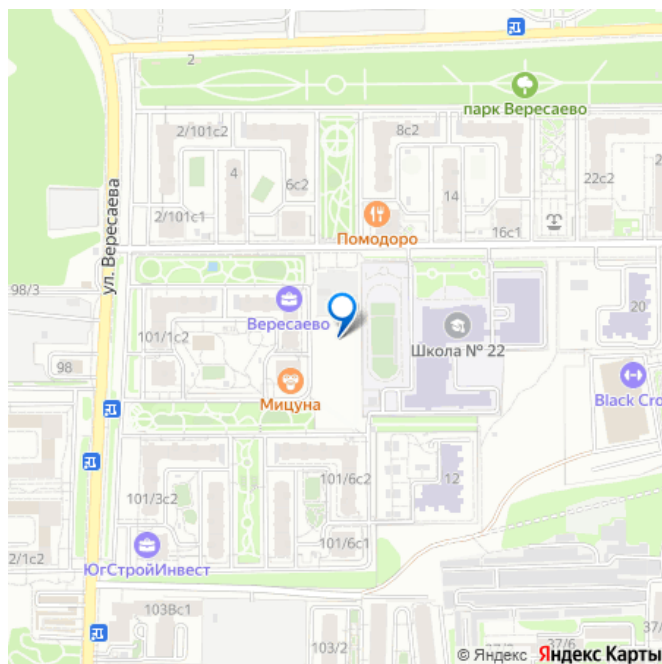 2
парк Вересаево
2/101с2
8с2
4
6с2
22с2
14
2/101с1
16с1
Помодоро
ул. Вересаева
98/3
Вересаево
20
101/1с2
Школа № 22
98
Black Cro
Мицуна
101/6с2
12
101/3с2
101/6с1
2/1с2
ЮгСтройИнвест
103Вс1
103/2
37/6
37/
© Яндекс Яндекс Карты